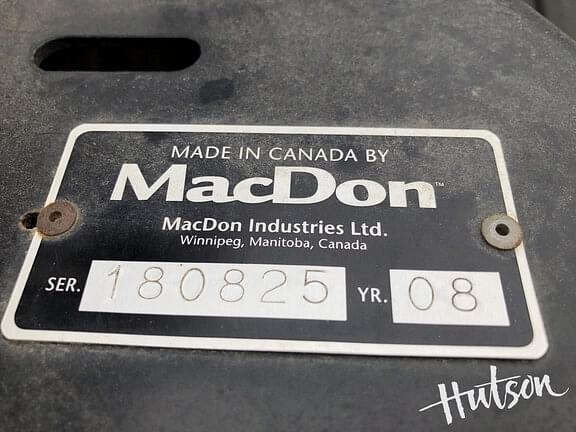 MADE IN CANADA BY
MacDon™
MacDon Industries Ltd.
Winnipeg, Manitoba, Canada
SER. 180825 YR. 08
Hutson